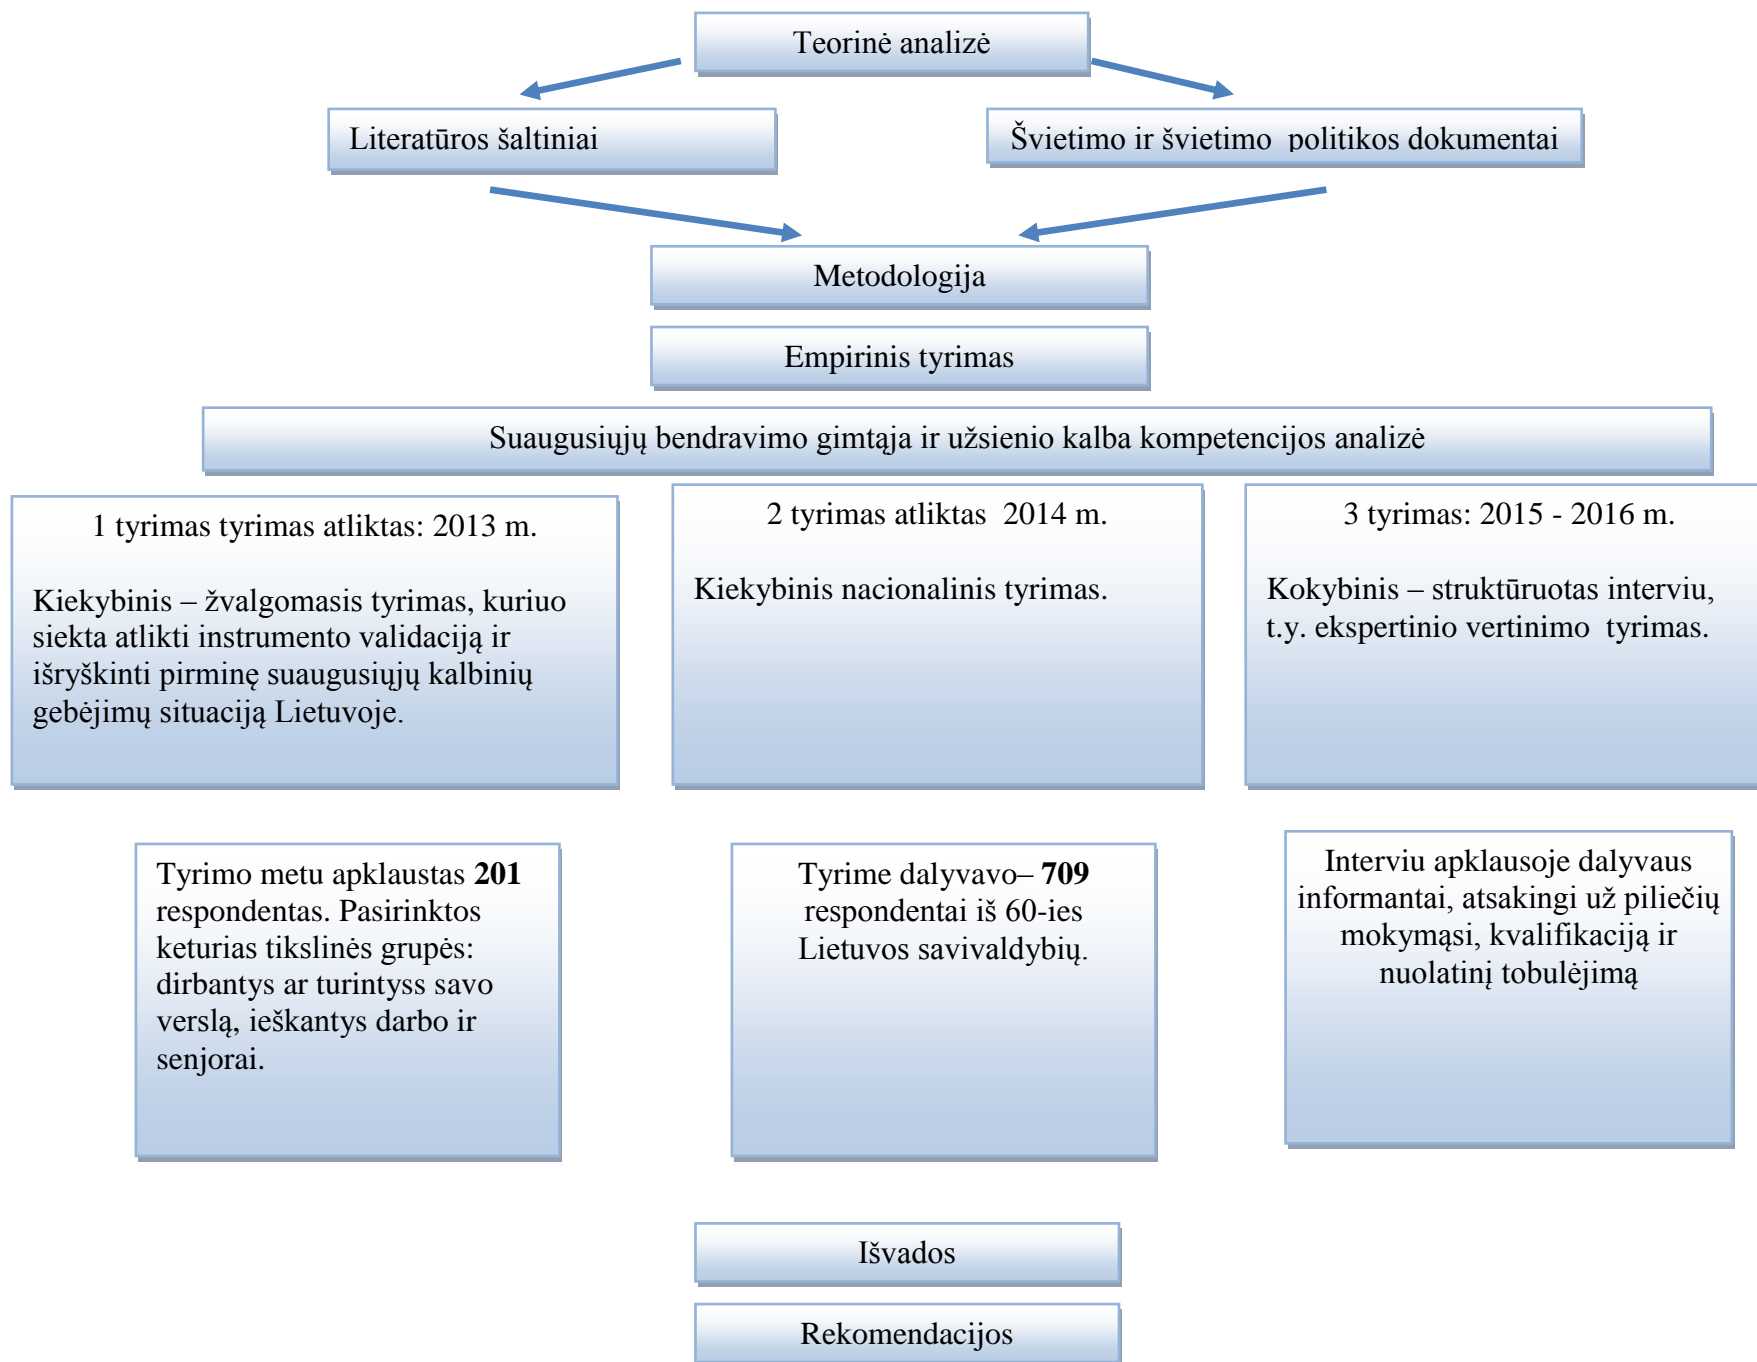 Teorinė analizė
Literatūros šaltiniai
Švietimo ir švietimo politikos dokumentai
Metodologija
Empirinis tyrimas
Suaugusiųjų bendravimo gimtąja ir užsienio kalba kompetencijos analizė
1 tyrimas tyrimas atliktas: 2013 m.
Kiekybinis – žvalgomasis tyrimas, kuriuo
siekta atlikti instrumento validaciją ir
išryškinti pirminę suaugusiųjų kalbinių
gebėjimų situaciją Lietuvoje.
2 tyrimas atliktas 2014 m.
Kiekybinis nacionalinis tyrimas.
3 tyrimas: 2015 - 2016 m.
Kokybinis – struktūruotas interviu,
t.y. ekspertinio vertinimo tyrimas.
Tyrimo metu apklaustas 201
respondentas. Pasirinktos
keturias tikslinės grupės:
dirbantys ar turintyss savo
verslą, ieškantys darbo ir
senjorai.
Tyrime dalyvavo– 709
respondentai iš 60-ies
Lietuvos savivaldybių.
Interviu apklausoje dalyvaus
informantai, atsakingi už piliečių
mokymąsi, kvalifikaciją ir
nuolatinį tobulėjimą
Išvados
Rekomendacijos